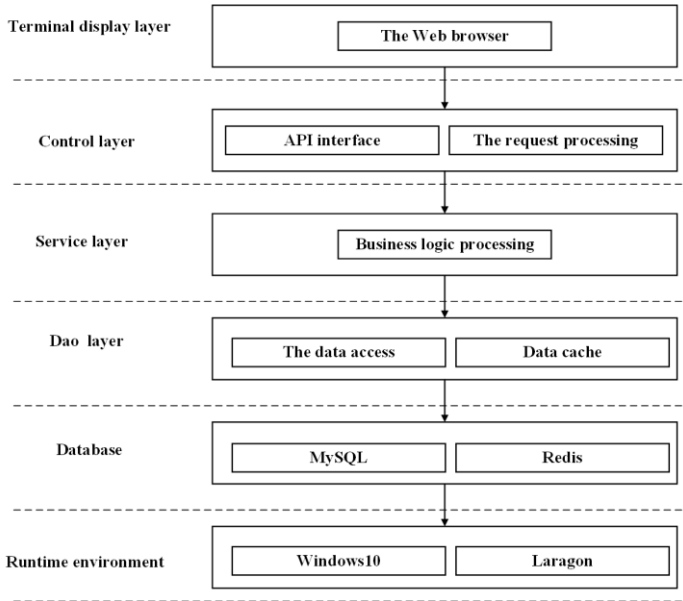 Terminal display layer
The Web browser
Control layer
API interface
The request processing
Service layer
Business logic processing
Dao layer
The data access
Data cache
Database
MySQL
Redis
Runtime environment
Windows10
Laragon